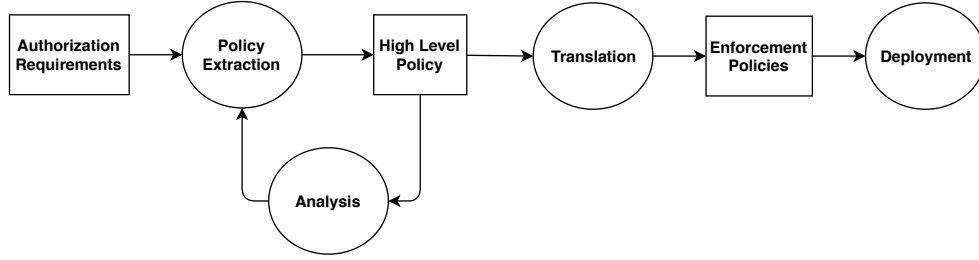 Authorization
Requirements
Policy
Extraction
High Level
Policy
Translation
Enforcement
Policies
Deployment
Analysis